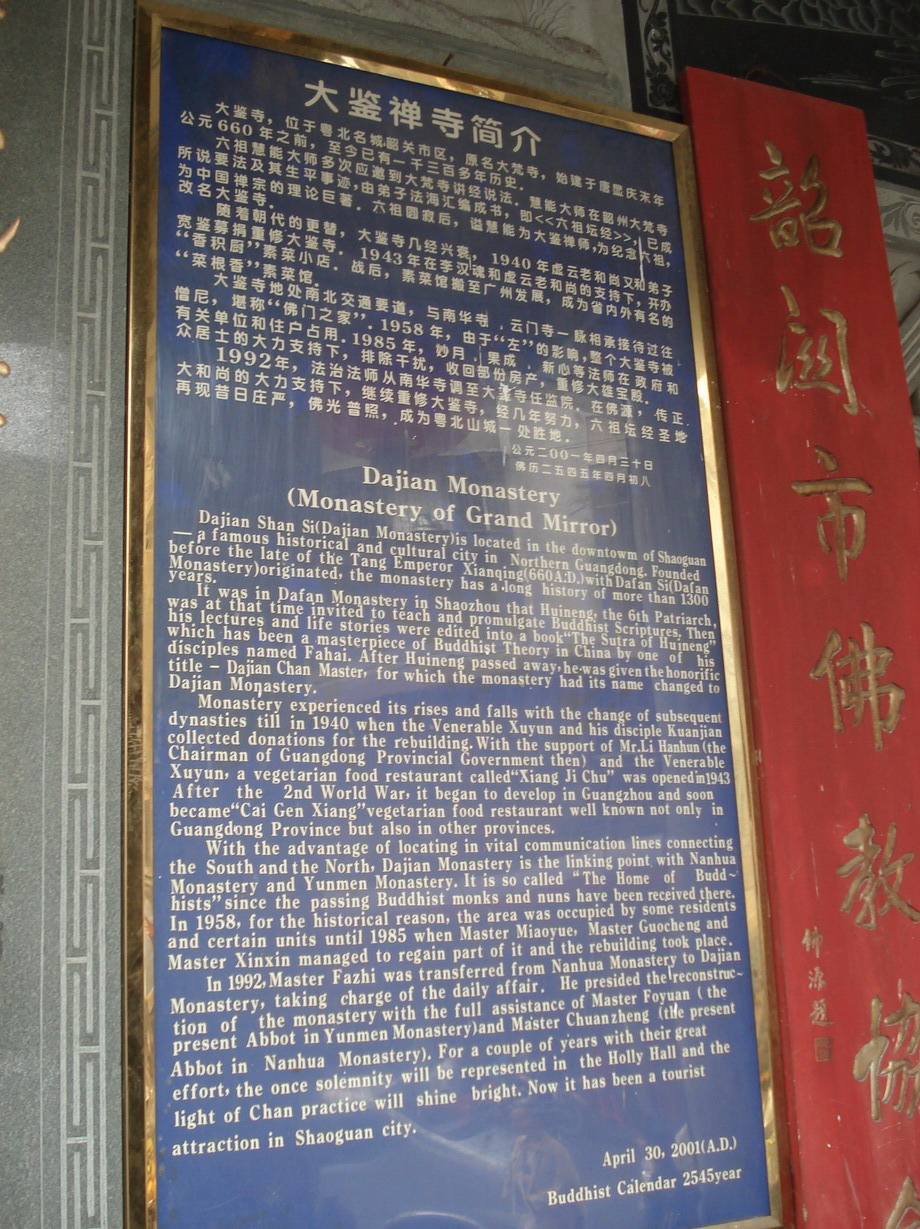 大鉴禅寺简介
大鉴寺，位于粤北名城韶关市区，原名大梵寺，始建于唐显庆末年
公元660年之前，至今已有一千三百多年历史．
六祖慧能大师多次应邀到大梵寺讲经说法．慧能大师在韶州大梵寺
所说要法及其生平事迹，由弟子法海汇编成书，即<<六祖坛经>>，已成
为中国禅宗的理论巨著．六祖圆寂后，谥慧能为大鉴禅师，为纪念六祖，
改名大鉴寺．
随着朝代的更替，大鉴寺几经兴衰，1940年虚云老和尚又和弟子
宽鉴募捐重修大鉴寺．1943年在李汉魂和虚云老和尚的支持下，开办
“香积厨”素菜小店．战后，素菜馆搬至广州发展，成为省内外有名的
“菜根香”素菜馆．
大鉴寺地处南北交通要道，与南华寺．云门寺一脉相承接待过往
僧尼，堪称“佛门之家”．1958年，由于“左”的影响，整个大鉴寺被
有关单位和住户占用．1985年，妙月．果成．新心等法师在政府和
众居士的大力支持下，排除干扰，收回部份房产，重修大雄宝殿．
1992年，法治法师从南华寺调至大鉴寺任监院．在佛源，传正
大和尚的大力支持下，继续重修大鉴寺，经几年努力，六祖坛经圣地
再现昔日庄严，佛光普照，成为粤北山城一处胜地．
公元二00一年四月三十日
佛历二五四五年四月初八
Dajian Monastery
(Monastery of Grand Mirror)
Dajian Shan Si(Dajian Monastery)is located in the downtowm of Shaoguan
— a famous historical and cultural city in Northern Guangdong. Founded
before the late of the Tang Emperor Xianqing(660A.D.)with Dafan Si(Dafan
Monastery)originated, the monastery has a long history of more than 1300
years.
It was in Dafan Monastery in Shaozhou that Huineng, the 6th Patriarch,
was at that time invited to teach and promulgate Buddhist Scriptures. Then
his lectures and life stories were edited into a book“The Sutra of Huineng”
which has been a masterpiece of Buddhist Theory in China by one of his
disciples named Fahai. After Huineng passed away,he was given the honorific
title – Dajian Chan Master, for which the monastery had its name changed to
Dajian Monastery.
Monastery experienced its rises and falls with the change of subsequent
dynasties till in 1940 when the Venerable Xuyun and his disciple Kuanjian
collected donations for the rebuilding. With the support of Mr.Li Hanhun (the
Chairman of Guangdong Provincial Government then) and the Venerable
Xuyun, a vegetarian food restaurant called“Xiang Ji Chu” was opened in1943
After the 2nd World War, it began to develop in Guangzhou and soon
became“Cai Gen Xiang”vegetarian food restaurant well known not only in
Guangdong Province but also in other provinces.
With the advantage of locating in vital communication lines connecting
the South and the North, Dajian Monastery is the linking point with Nanhua
Monastery and Yunmen Monastery. It is so called “The Home of Budd~
hists”since the passing Buddhist monks and nuns have been received there.
In 1958, for the historical reason, the area was occupied by some residents
and certain units until 1985 when Master Miaoyue, Master Guocheng and
Master Xinxin managed to regain part of it and the rebuilding took place.
In 1992,Master Fazhi was transferred from Nanhua Monastery to Dajian
Monastery, taking charge of the daily affair. He presided the reconstruc~
tion of the monastery with the full assistance of Master Foyuan ( the
present Abbot in Yunmen Monastery)and Master Chuanzheng (the present
Abbot in Nanhua Monastery). For a couple of years with their great
effort, the once solemnity will be represented in the Holly Hall and the
light of Chan practice will shine bright. Now it has been a tourist
attraction in Shaoguan city.
April 30, 2001(A.D.)
Buddhist Calendar 2545year
韶关市佛教协
佛源题